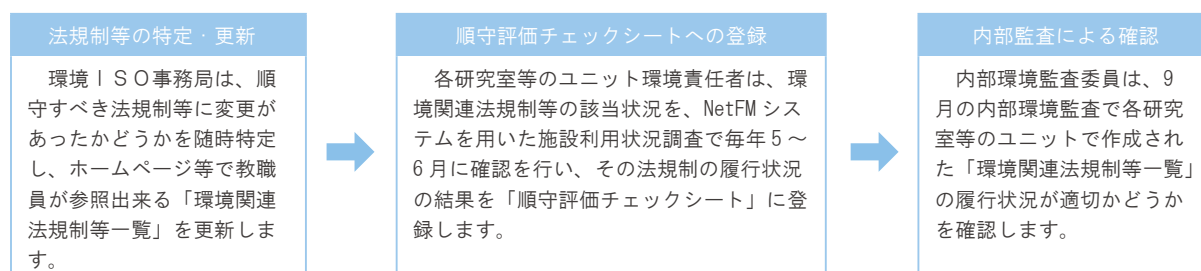 法規制等の特定・更新
環境ＩＳＯ事務局は、順
守すべき法規制等に変更が
あったかどうかを随時特定
し、ホームページ等で教職
員が参照出来る「環境関連
法規制等一覧」を更新しま
す。
順守評価チェックシートへの登録
各研究室等のユニット環境責任者は、環
境関連法規制等の該当状況を、NetFM シス
テムを用いた施設利用状況調査で毎年５～
６月に確認を行い、その法規制の履行状況
の結果を「順守評価チェックシート」に登
録します。
内部監査による確認
内部環境監査委員は、９
月の内部環境監査で各研究
室等のユニットで作成され
た「環境関連法規制等一覧」
の履行状況が適切かどうか
を確認します。